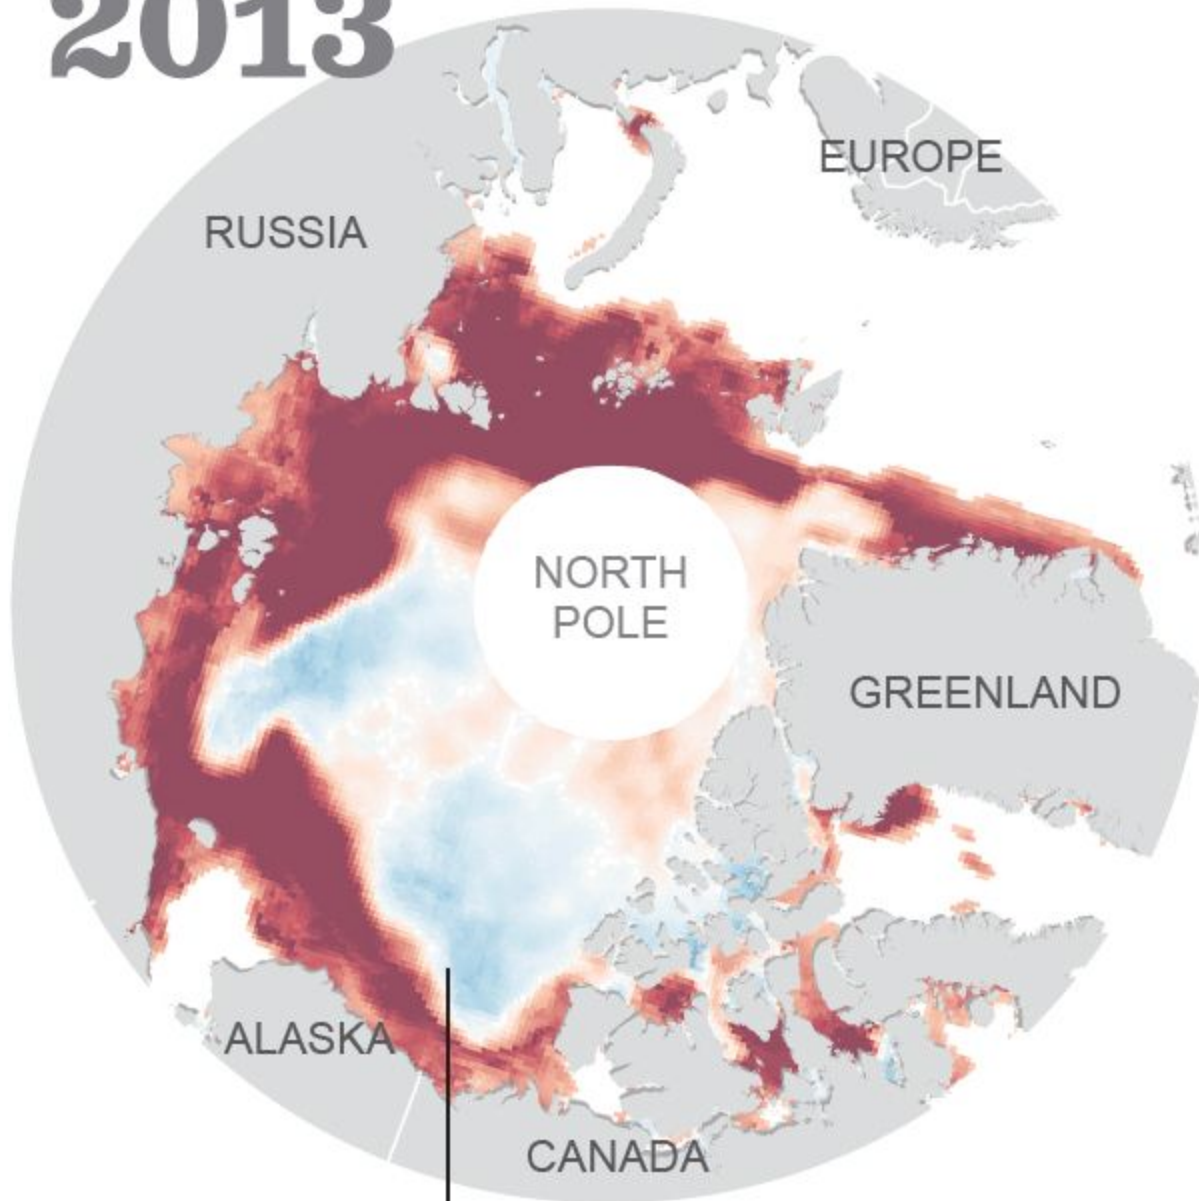 2013
EUROPE
RUSSIA
NORTH
POLE
GREENLAND
ALASKA
CANADA